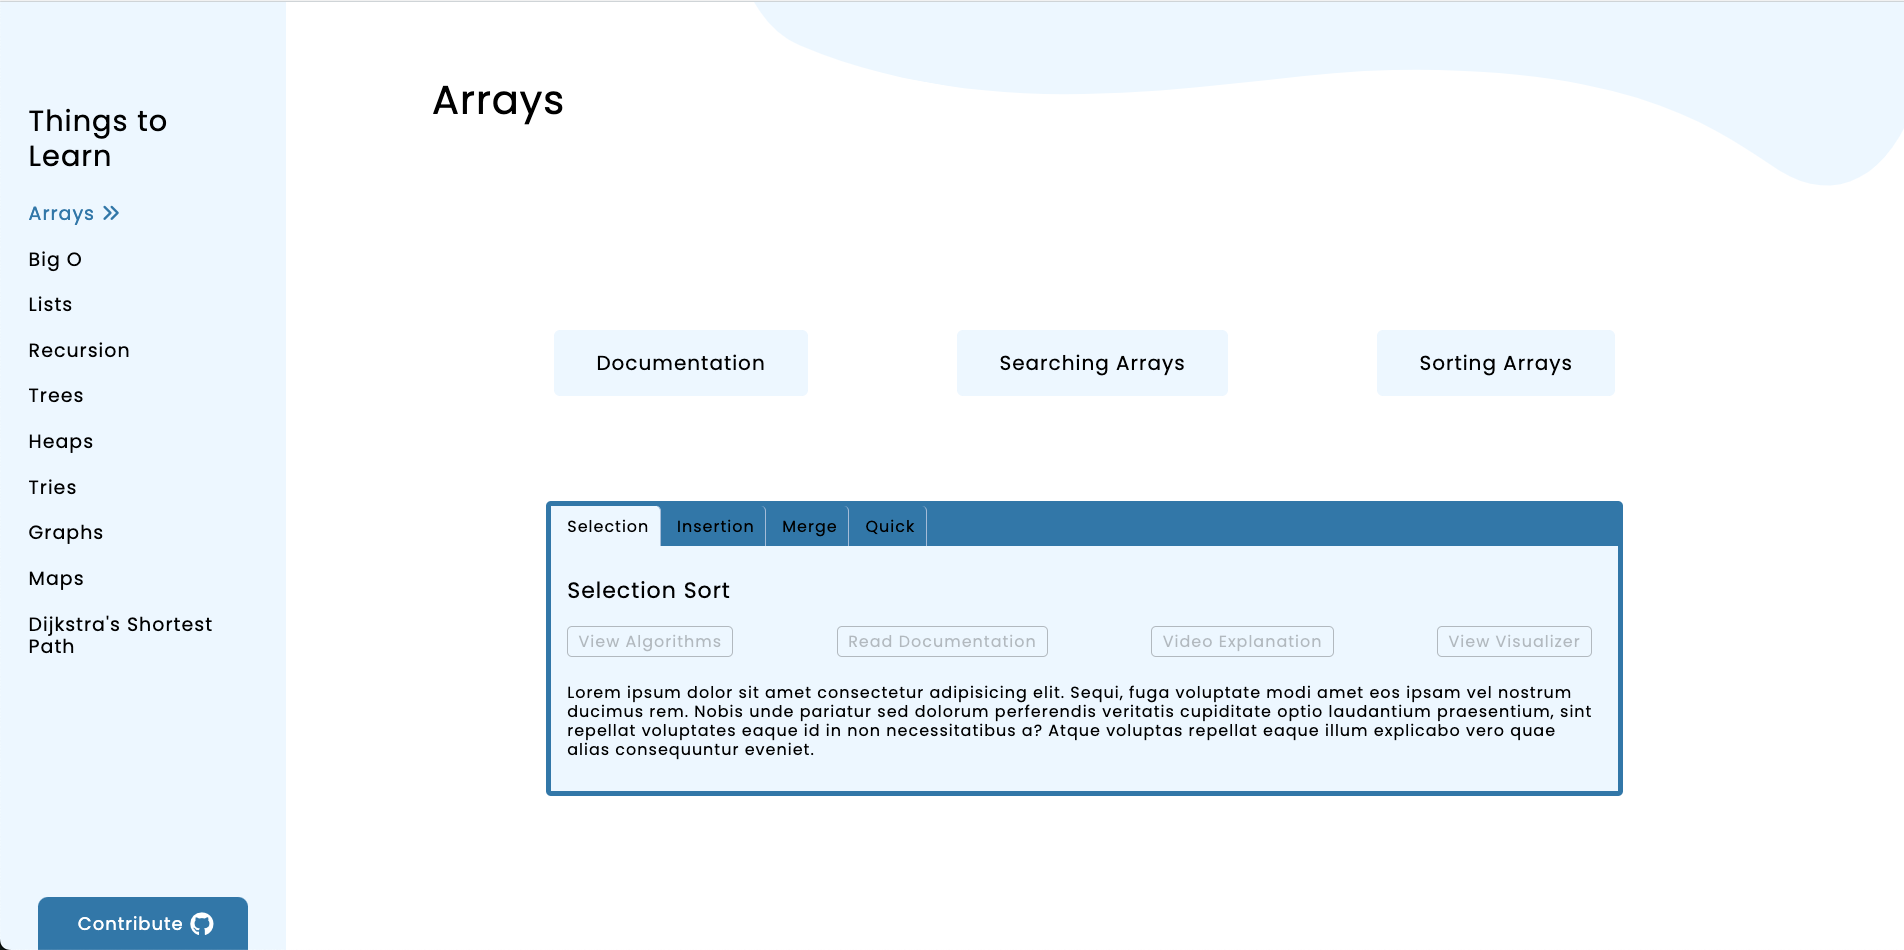 Things to
Learn
Arrays
Big O
Lists
Recursion
Trees
Heaps
Tries
Graphs
Maps
Dijkstra's Shortest
Path
Contribute
Arrays
Documentation
Searching Arrays
Sorting Arrays
Selection
Insertion
Merge
Quick
Selection Sort
View Algorithms
Read Documentation
Video Explanation
View Visualizer
Lorem ipsum dolor sit amet consectetur adipisicing elit. Sequi, fuga voluptate modi amet eos ipsam vel nostrum
ducimus rem. Nobis unde pariatur sed dolorum perferendis veritatis cupiditate optio laudantium praesentium, sint
repellat voluptates eaque id in non necessitatibus a? Atque voluptas repellat eaque illum explicabo vero quae
alias consequuntur eveniet.